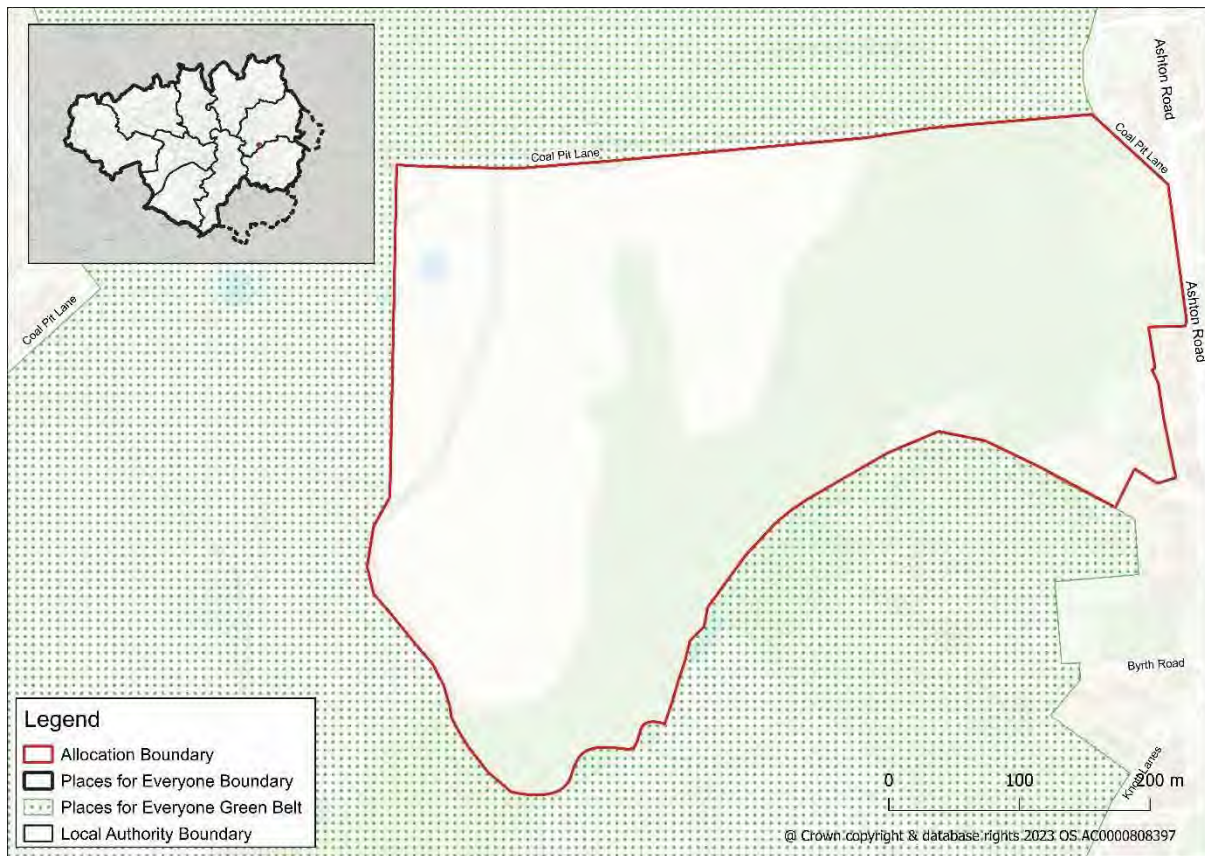 Ashton Road
Coal Pit Lane
Coal Pit Lane
Ashton Road
Coal Pit Lane
Byrth Road
Knott Lanes
Legend
Allocation Boundary
Places for Everyone Boundary
Places for Everyone Green Belt
Local Authority Boundary
0 100 200 m
@ Crown copyright & database rights 2023 OS AC0000808397